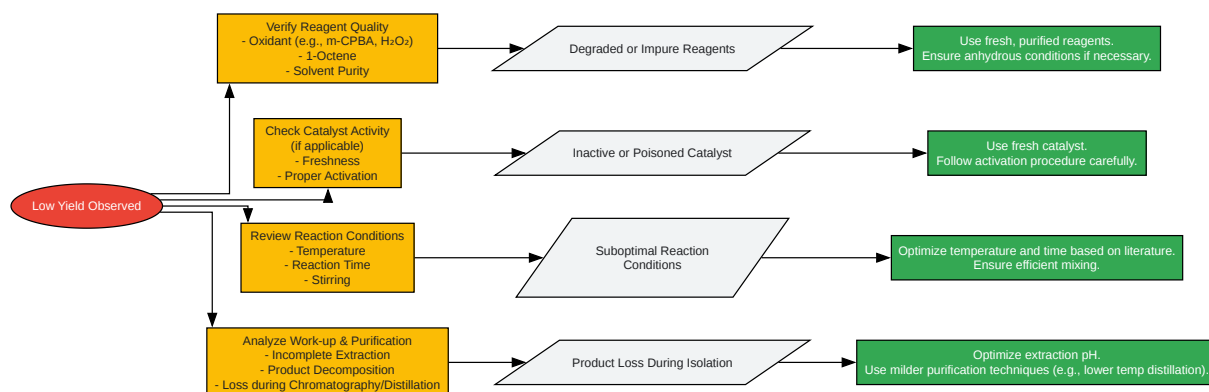 Low Yield Observed
Verify Reagent Quality
- Oxidant (e.g., m-CPBA, H₂O₂)
- 1-Octene
- Solvent Purity
Degraded or Impure Reagents
Use fresh, purified reagents.
Ensure anhydrous conditions if necessary.
Check Catalyst Activity
(if applicable)
- Freshness
- Proper Activation
Inactive or Poisoned Catalyst
Use fresh catalyst.
Follow activation procedure carefully.
Review Reaction Conditions
- Temperature
- Reaction Time
- Stirring
Suboptimal Reaction
Conditions
Optimize temperature and time based on literature.
Ensure efficient mixing.
Analyze Work-up & Purification
- Incomplete Extraction
- Product Decomposition
- Loss during Chromatography/Distillation
Product Loss During Isolation
Optimize extraction pH.
Use milder purification techniques (e.g., lower temp distillation).